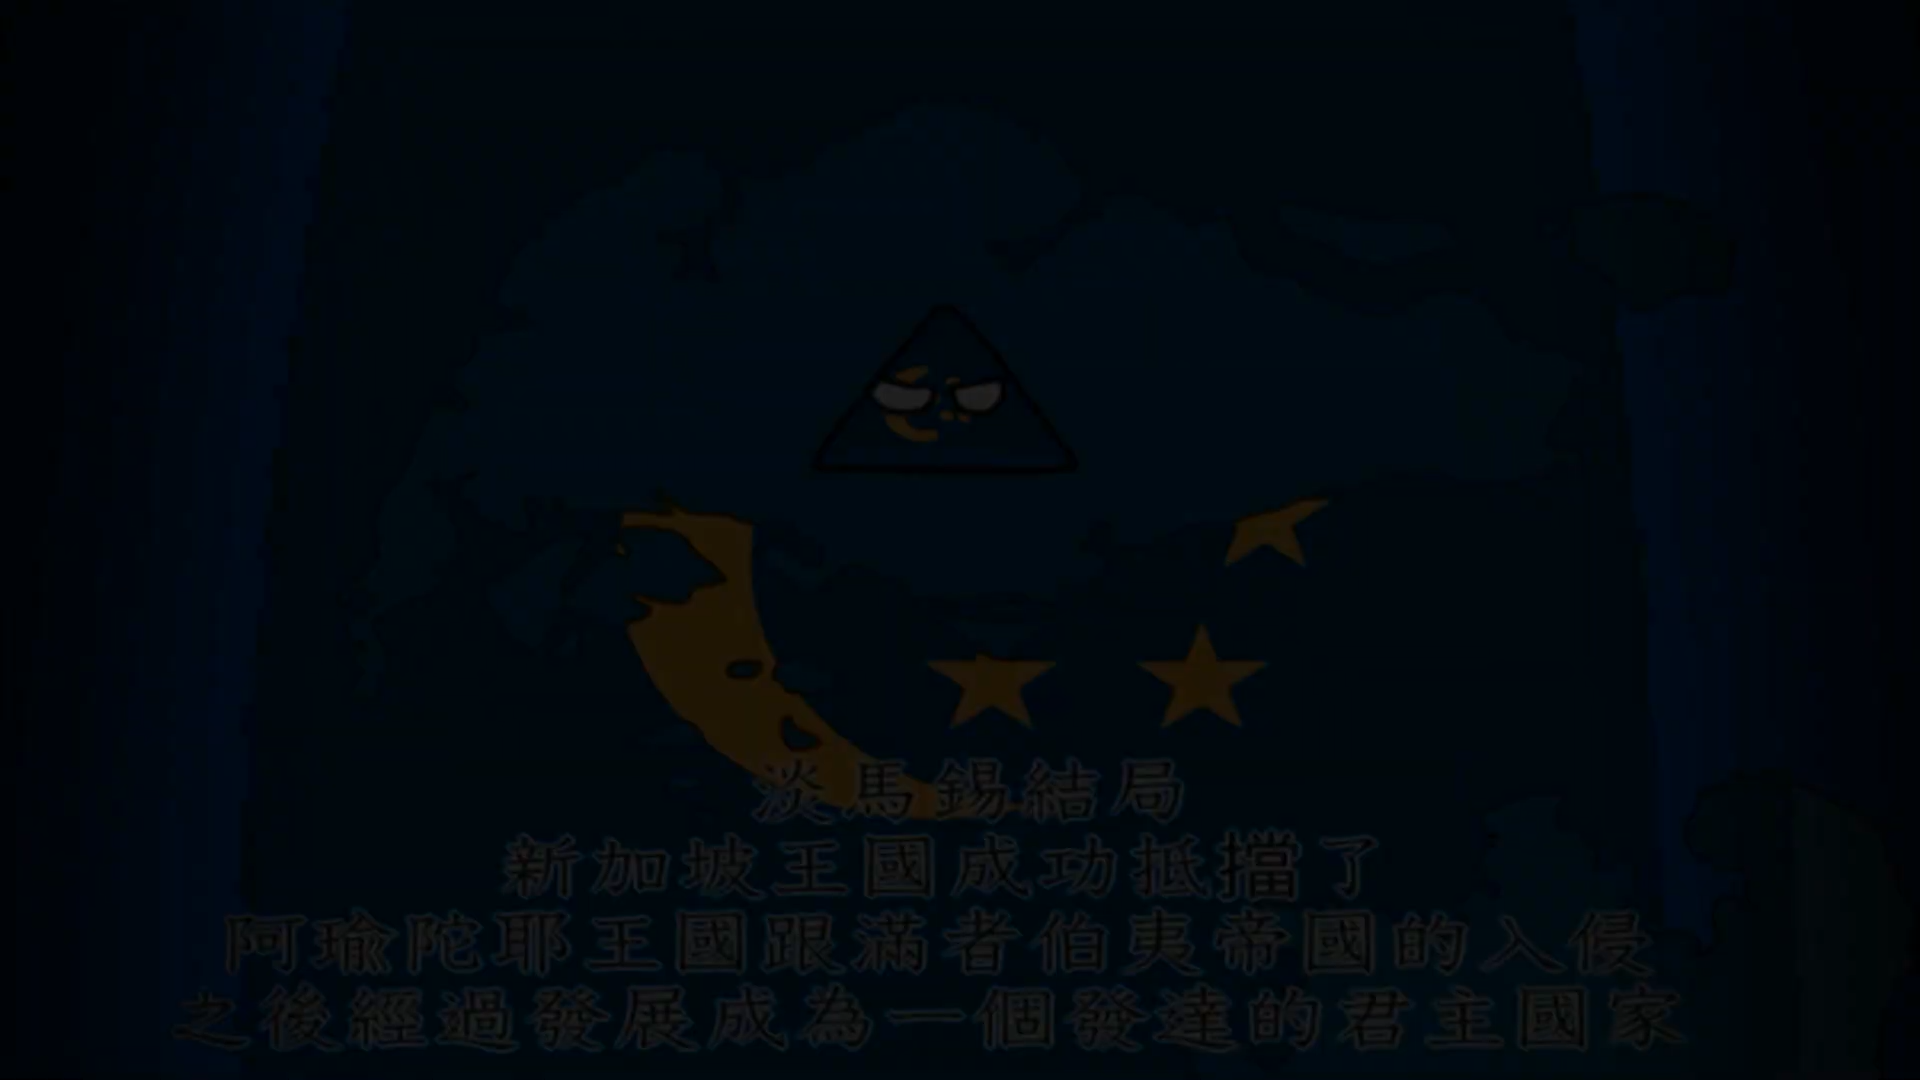 淡馬錫結局
新加坡王國成功抵擋了
阿瑜陀耶王國跟滿者伯夷帝國的入侵
之後經過發展成為一個發達的君主國家